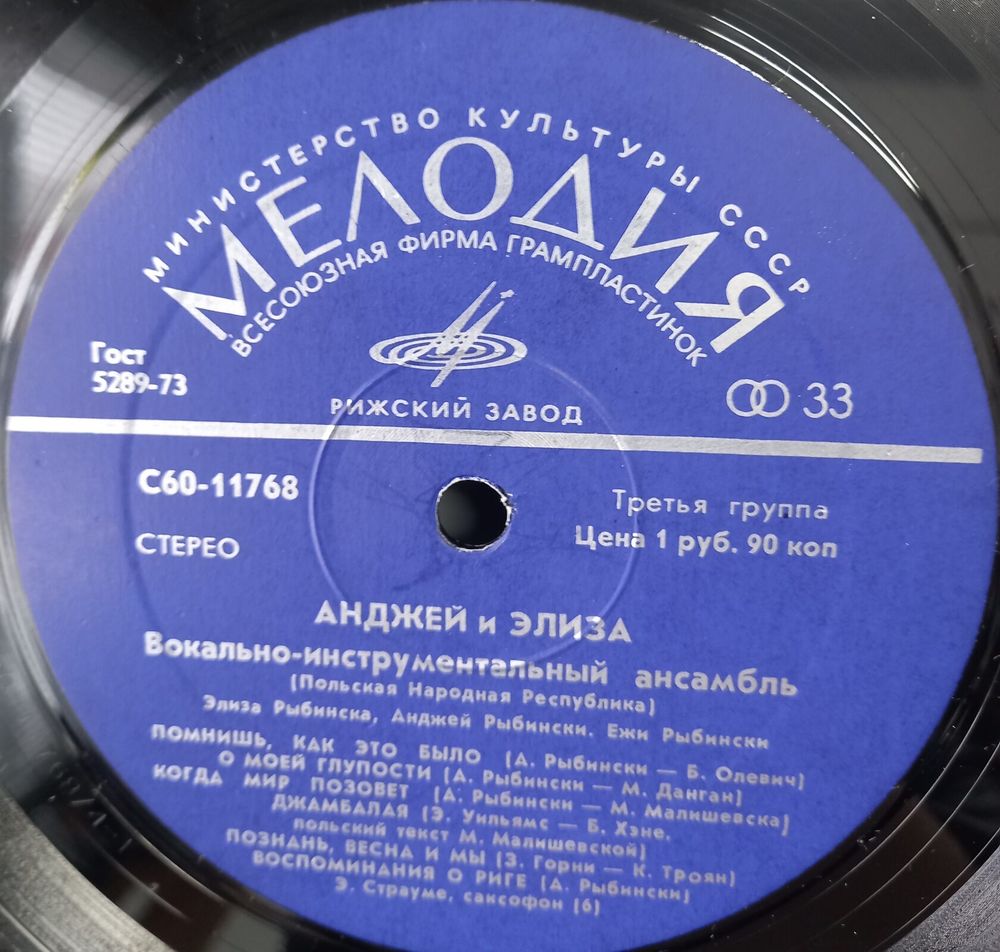 МИНИСТЕРСТВО КУЛЬТУРЫ СССР
МЕЛОДИЯ
ВСЕСОЮЗНАЯ ФИРМА ГРАМПЛАСТИНОК
Гост
5289-73
РИЖСКИЙ ЗАВОД
33
С60-11768
СТЕРЕО
Третья группа
Цена 1 руб. 90 коп
АНДЖЕЙ и ЭЛИЗА
Вокально-инструментальный ансамбль
(Польская Народная Республика)
Элиза Рыбинска, Анджей Рыбински. Ежи Рыбински
ПОМНИШЬ, КАК ЭТО БЫЛО (А. Рыбински — Б. Олевич)
О МОЕЙ ГЛУПОСТИ (А. Рыбински — М. Данган)
КОГДА МИР ПОЗОВЕТ (А. Рыбински — М. Малишевска)
ДЖАМБАЛАЯ (Э. Уильямс — Б. Хэне,
польский текст М. Малишевской)
ПОЗНАНЬ, ВЕСНА И МЫ (З. Горни — К. Троян)
ВОСПОМИНАНИЯ О РИГЕ (А. Рыбински)
Э. Страуме, саксофон (6)